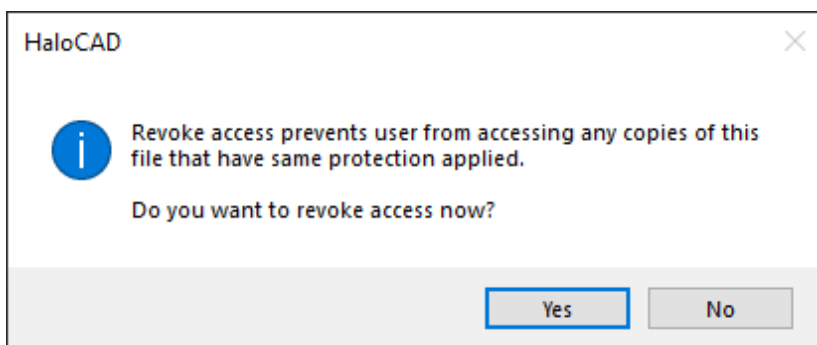 HaloCAD
Revoke access prevents user from accessing any copies of this
file that have same protection applied.
Do you want to revoke access now?
Yes
No